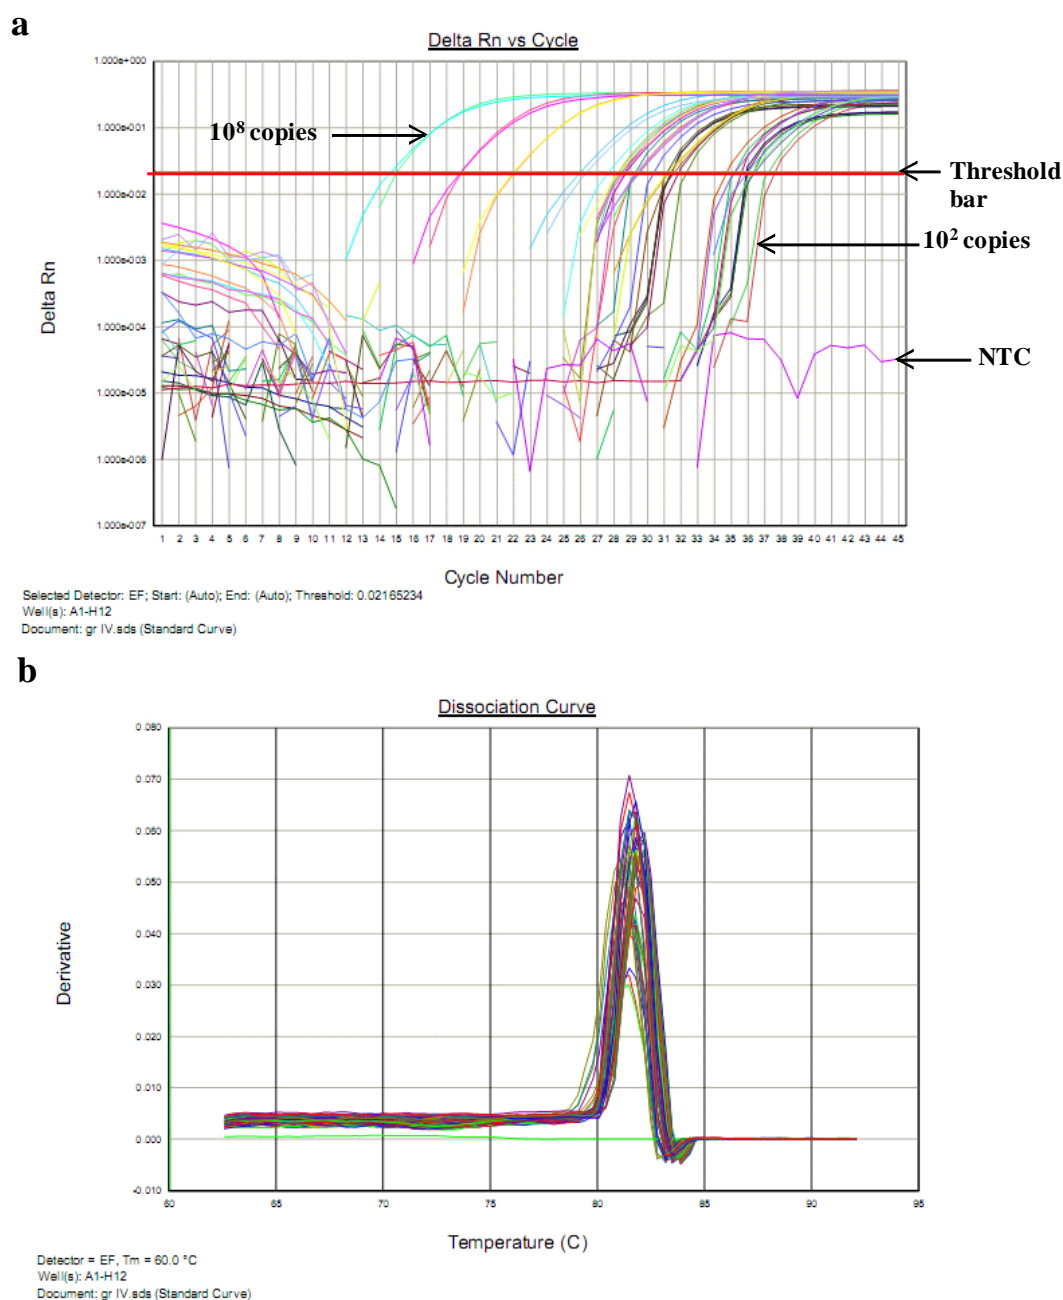 a
Delta Rn vs Cycle
1.000e+000
1.000e-001
1.000e-002
1.000e-003
1.000e-004
1.000e-005
1.000e-006
1.000e-007
10⁸ copies
Threshold
bar
10² copies
NTC
Delta Rn
1 2 3 4 5 6 7 8 9 10 11 12 13 14 15 16 17 18 19 20 21 22 23 24 25 26 27 28 29 30 31 32 33 34 35 36 37 38 39 40 41 42 43 44 45
Cycle Number
Selected Detector: EF; Start: (Auto); End: (Auto); Threshold: 0.02165234
Well(s): A1-H12
Document: gr IV.sds (Standard Curve)
b
Dissociation Curve
0.080
0.070
0.060
0.050
0.040
0.030
0.020
0.010
0.000
-0.010
Derivative
60 65 70 75 80 85 90 95
Temperature (C)
Detector = EF, Tm = 60.0 °C
Well(s): A1-H12
Document: gr IV.sds (Standard Curve)